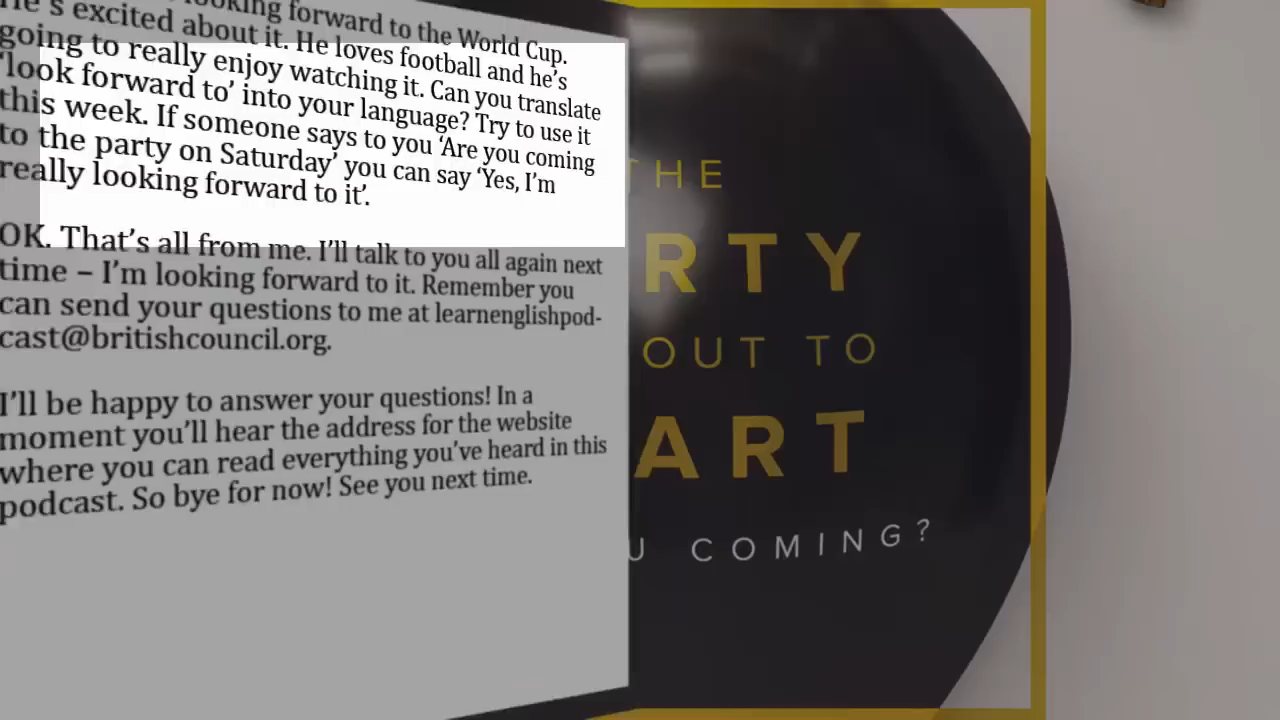 He's excited about it. He loves football and he's
looking forward to the World Cup.
going to really enjoy watching it. Can you translate
'look forward to' into your language? Try to use it
this week. If someone says to you 'Are you coming
to the party on Saturday' you can say 'Yes, I'm
really looking forward to it'.
OK. That's all from me. I'll talk to you all again next
time – I'm looking forward to it. Remember you
can send your questions to me at learnenglishpod-
cast@britishcouncil.org.
I'll be happy to answer your questions! In a
moment you'll hear the address for the website
where you can read everything you've heard in this
podcast. So bye for now! See you next time.
THE
RTY
OUT TO
ART
U COMING?